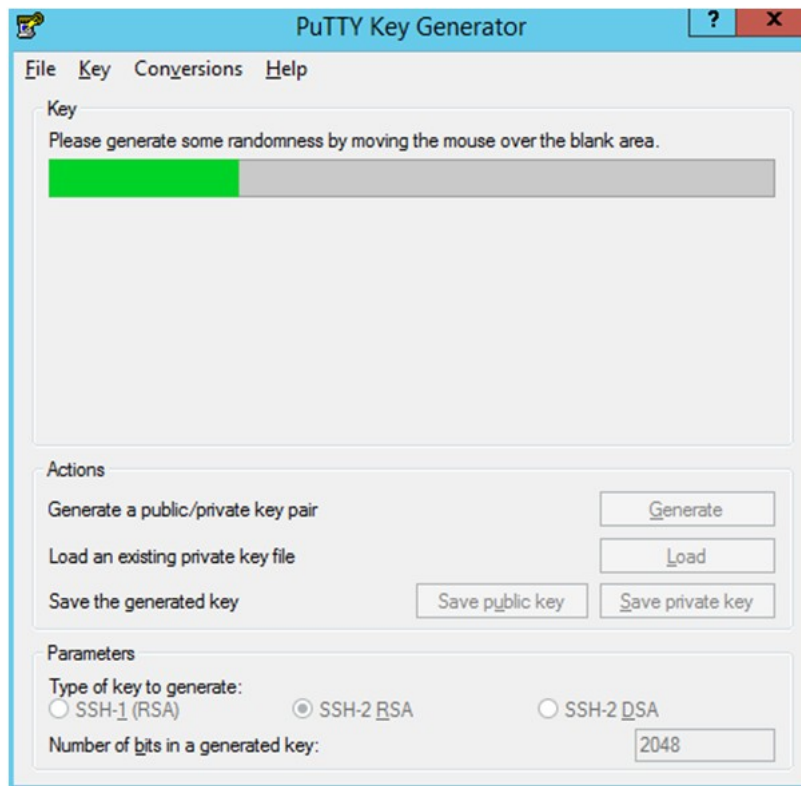 PuTTY Key Generator
?
x
File Key Conversions Help
Key
Please generate some randomness by moving the mouse over the blank area.
Actions
Generate a public/private key pair
Generate
Load an existing private key file
Load
Save the generated key
Save public key
Save private key
Parameters
Type of key to generate:
SSH-1 (RSA)
SSH-2 RSA
SSH-2 DSA
Number of bits in a generated key:
2048